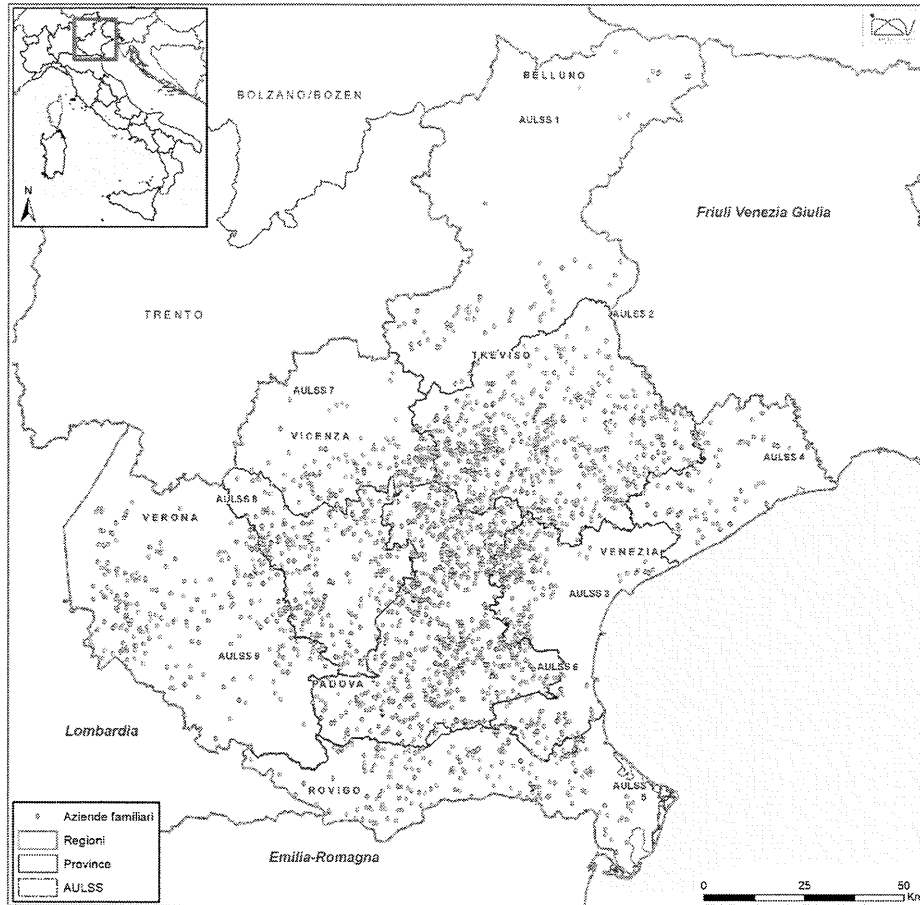 N
BELLUNO
BOLZANO/BOZEN
AULSS 1
Friuli Venezia Giulia
TRENTO
AULSS 2
TREVISO
AULSS 7
VICENZA
AULSS 4
AULSS 8
VERONA
VENEZIA
AULSS 3
AULSS 9
AULSS 6
PADOVA
Lombardia
ROVIGO
AULSS
5
Emilia-Romagna
Aziende familiari
Regioni
Province
AULSS
0 25 50
Km